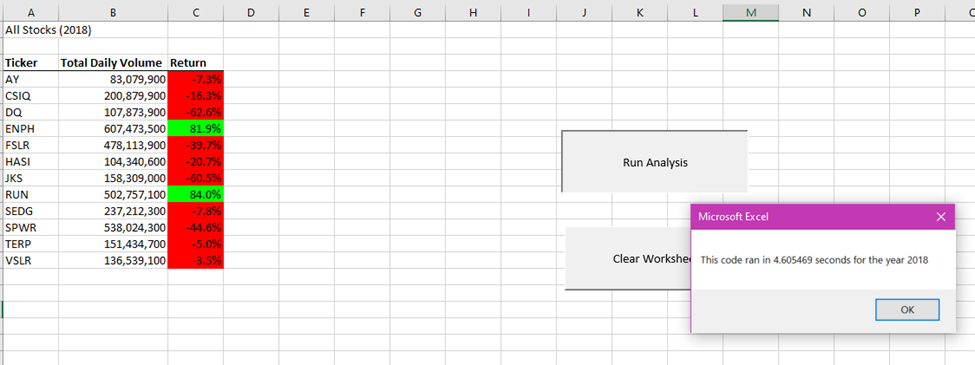 A B C D E F G H I J K L M N O P
All Stocks (2018)
Ticker Total Daily Volume Return
AY 83,079,900 -7.3%
CSIQ 200,879,900 -16.3%
DQ 107,873,900 -62.6%
ENPH 607,473,500 81.9%
FSLR 478,113,900 -39.7%
HASI 104,340,600 -20.7%
JKS 158,309,000 -60.5%
RUN 502,757,100 84.0%
SEDG 237,212,300 -7.8%
SPWR 538,024,300 -44.6%
TERP 151,434,700 -5.0%
VSLR 136,539,100 -3.5%
Run Analysis
Clear Workshee
Microsoft Excel
This code ran in 4.605469 seconds for the year 2018
OK